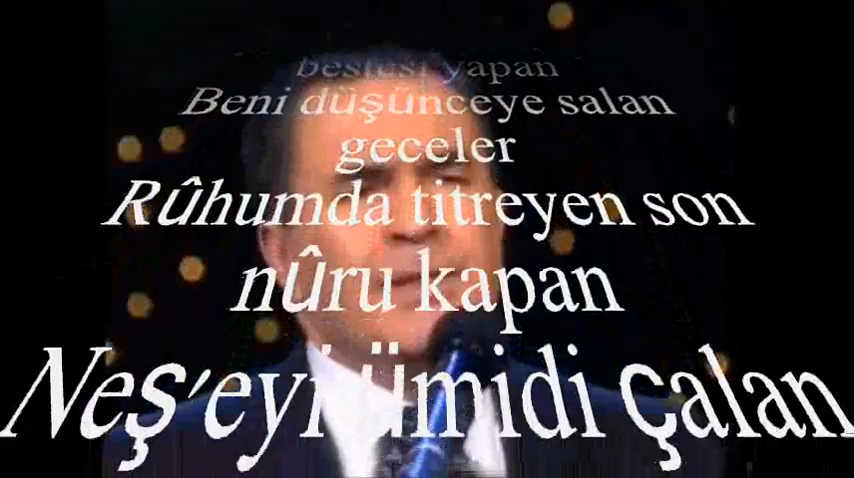 bestesi yapan
Beni düşünceye salan
geceler
Rûhumda titreyen son
nûru kapan
Neş'eyi ümidi çalan